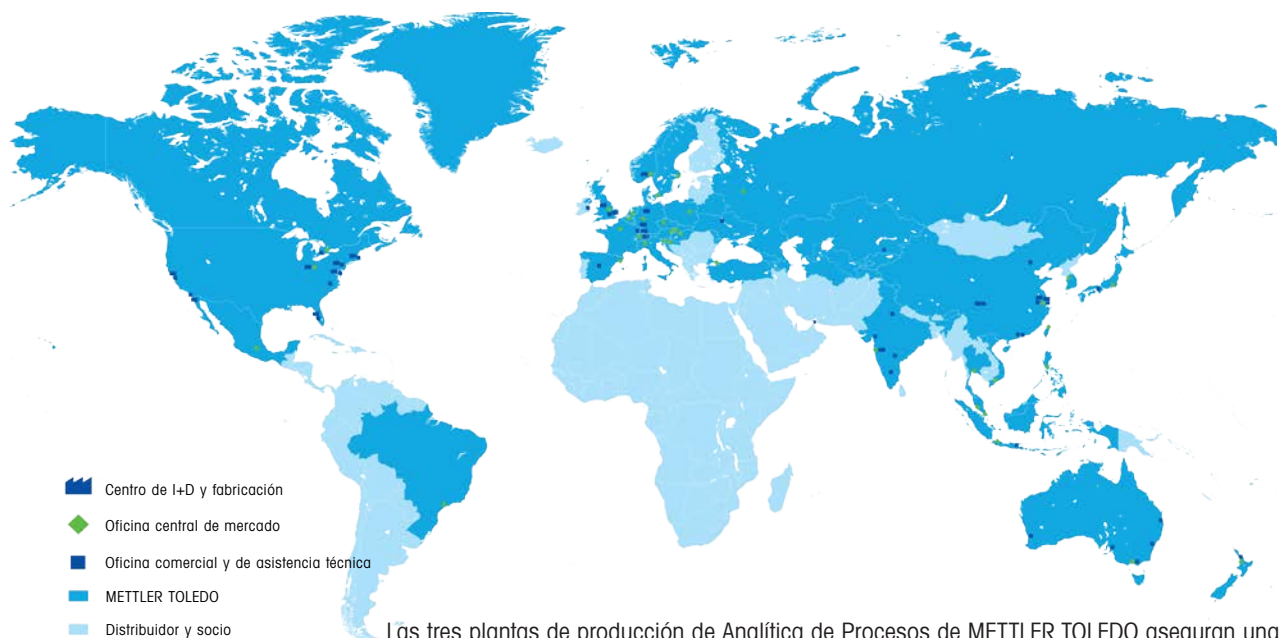 Centro de I+D y fabricación
Oficina central de mercado
Oficina comercial y de asistencia técnica
METTLER TOLEDO
Distribuidor y socio
Las tres plantas de producción de Analítica de Procesos de METTLER TOLEDO aseguran una